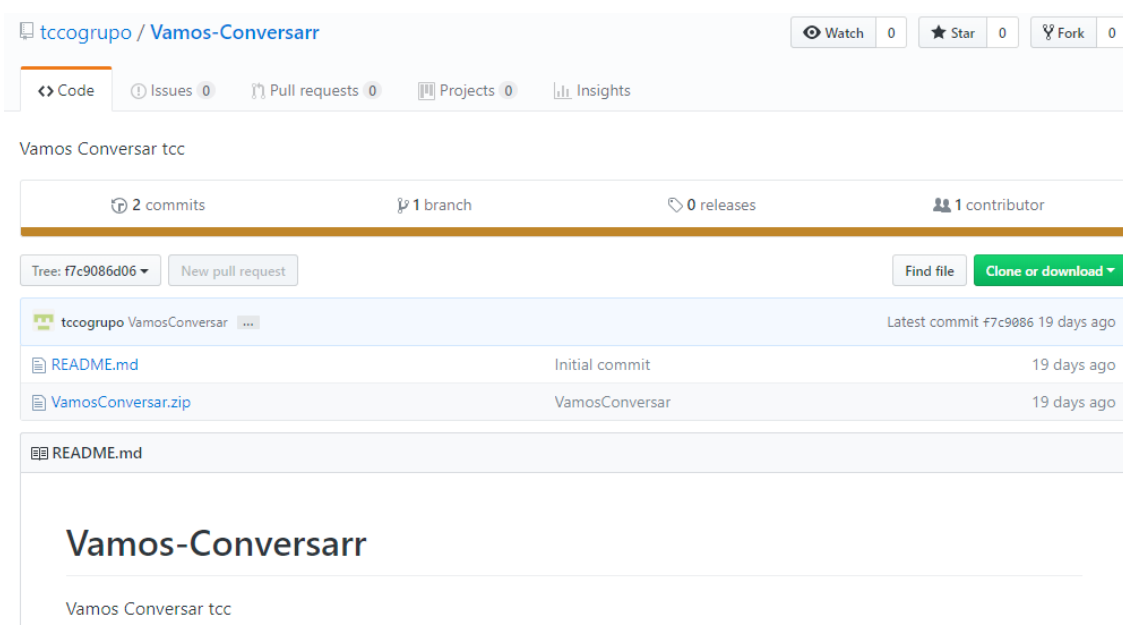 tccogrupo / Vamos-Conversarr
Watch 0 Star 0 Fork 0
Code Issues 0 Pull requests 0 Projects 0 Insights
Vamos Conversar tcc
2 commits 1 branch 0 releases 1 contributor
Tree: f7c9086d06 New pull request Find file Clone or download
tccogrupo VamosConversar ... Latest commit f7c9086 19 days ago
README.md Initial commit 19 days ago
VamosConversar.zip VamosConversar 19 days ago
README.md
Vamos-Conversarr
Vamos Conversar tcc